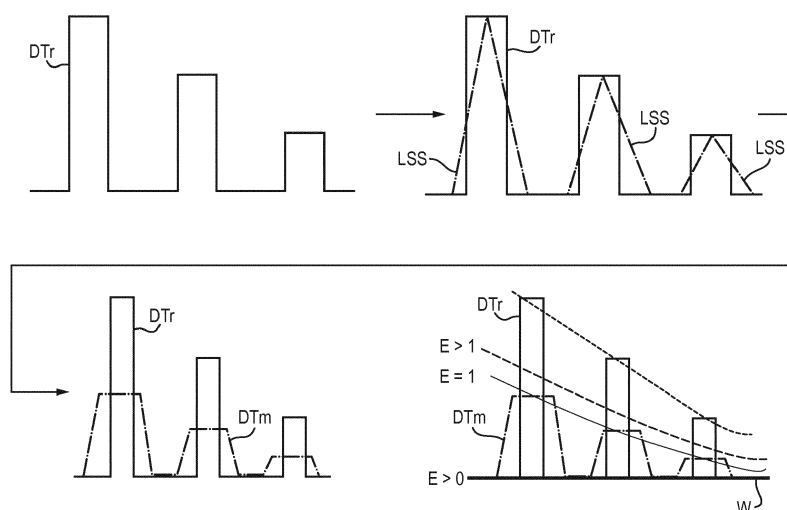 DTr
DTr
LSS
LSS
LSS
DTr
DTm
DTr
E > 1
E = 1
DTm
E > 0
W